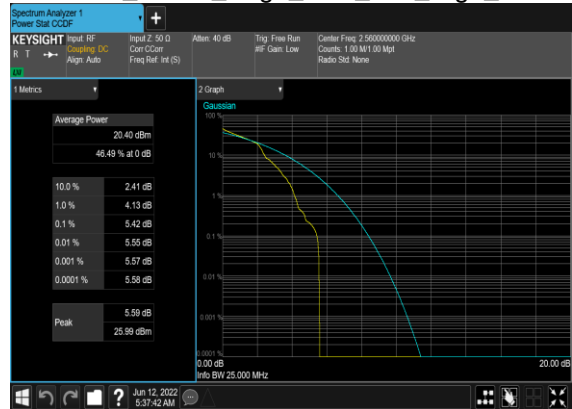 Spectrum Analyzer 1
Power Stat CCDF
+
KEYSIGHT
R T
LXI
Input: RF
Coupling: DC
Align: Auto
Input Z: 50 Ω
Corr CCorr
Freq Ref: Int (S)
Atten: 40 dB
Trig: Free Run
#IF Gain: Low
Center Freq: 2.560000000 GHz
Counts: 1.00 M/1.00 Mpt
Radio Std: None
1 Metrics
Average Power
20.40 dBm
46.49 % at 0 dB
10.0 % 2.41 dB
1.0 % 4.13 dB
0.1 % 5.42 dB
0.01 % 5.55 dB
0.001 % 5.57 dB
0.0001 % 5.58 dB
Peak
5.59 dB
25.99 dBm
2 Graph
Gaussian
100 %
10 %
1 %
0.1 %
0.01 %
0.001 %
0.0001 %
0.00 dB
20.00 dB
Info BW 25.000 MHz
?
Jun 12, 2022
5:37:42 AM